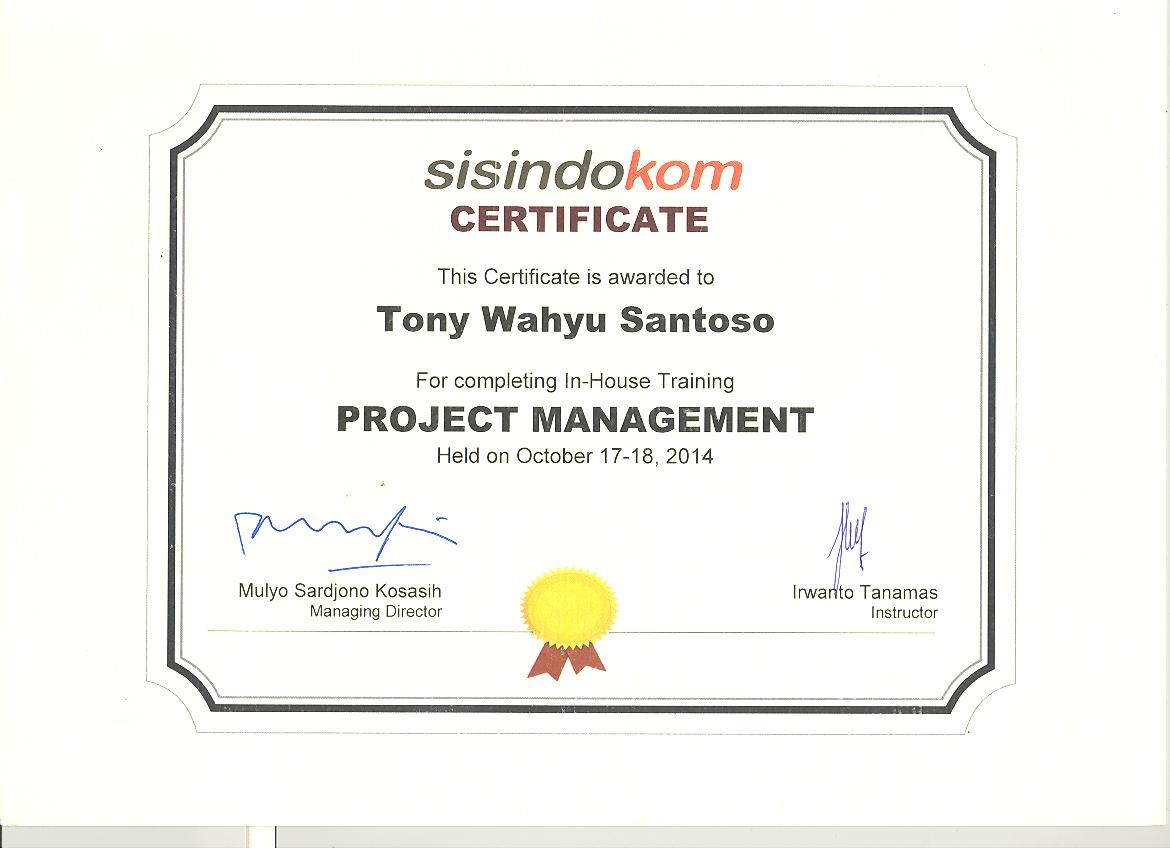 sisindokom
CERTIFICATE
This Certificate is awarded to
Tony Wahyu Santoso
For completing In-House Training
PROJECT MANAGEMENT
Held on October 17-18, 2014
Mulyo Sardjono Kosasih
Managing Director
Irwanto Tanamas
Instructor